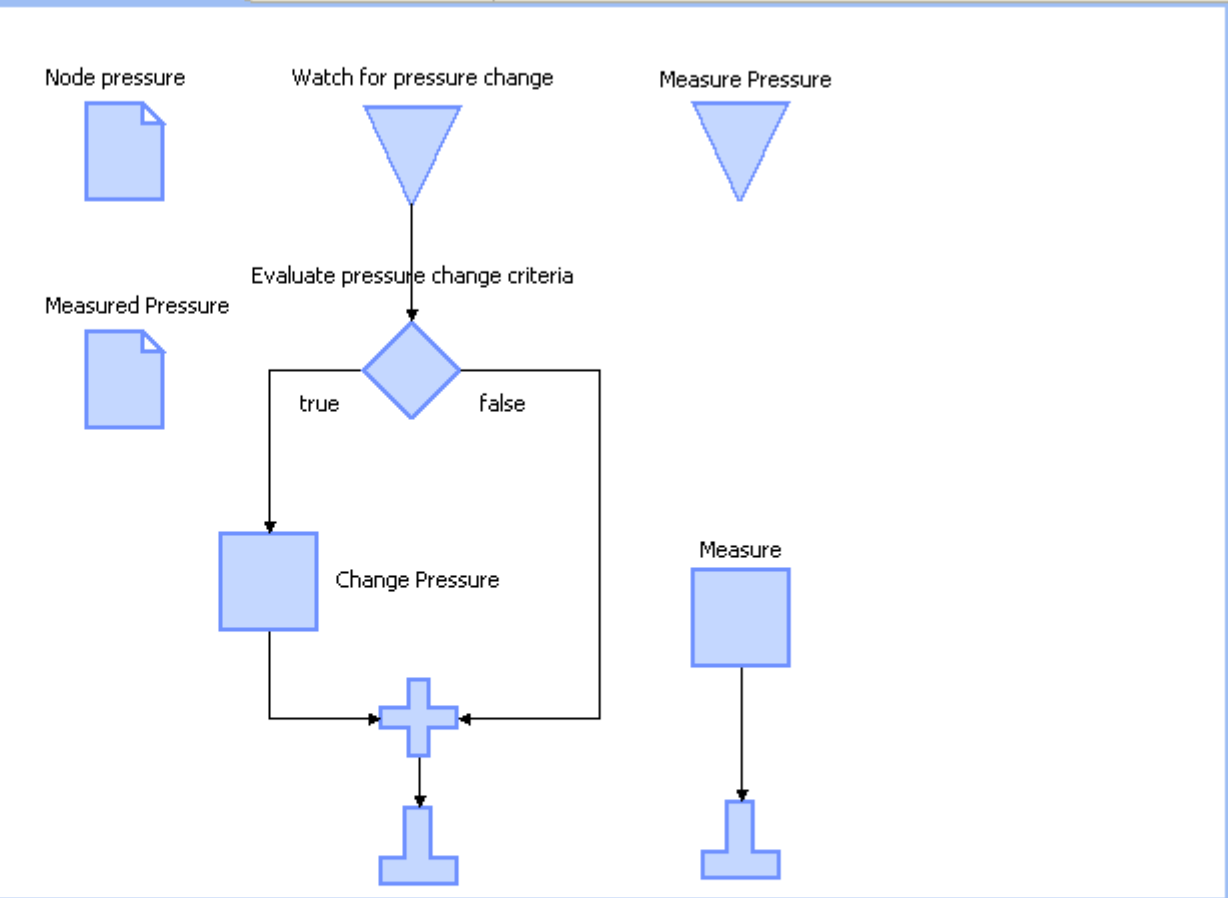 Node pressure
Watch for pressure change
Measure Pressure
Evaluate pressure change criteria
Measured Pressure
true
false
Measure
Change Pressure